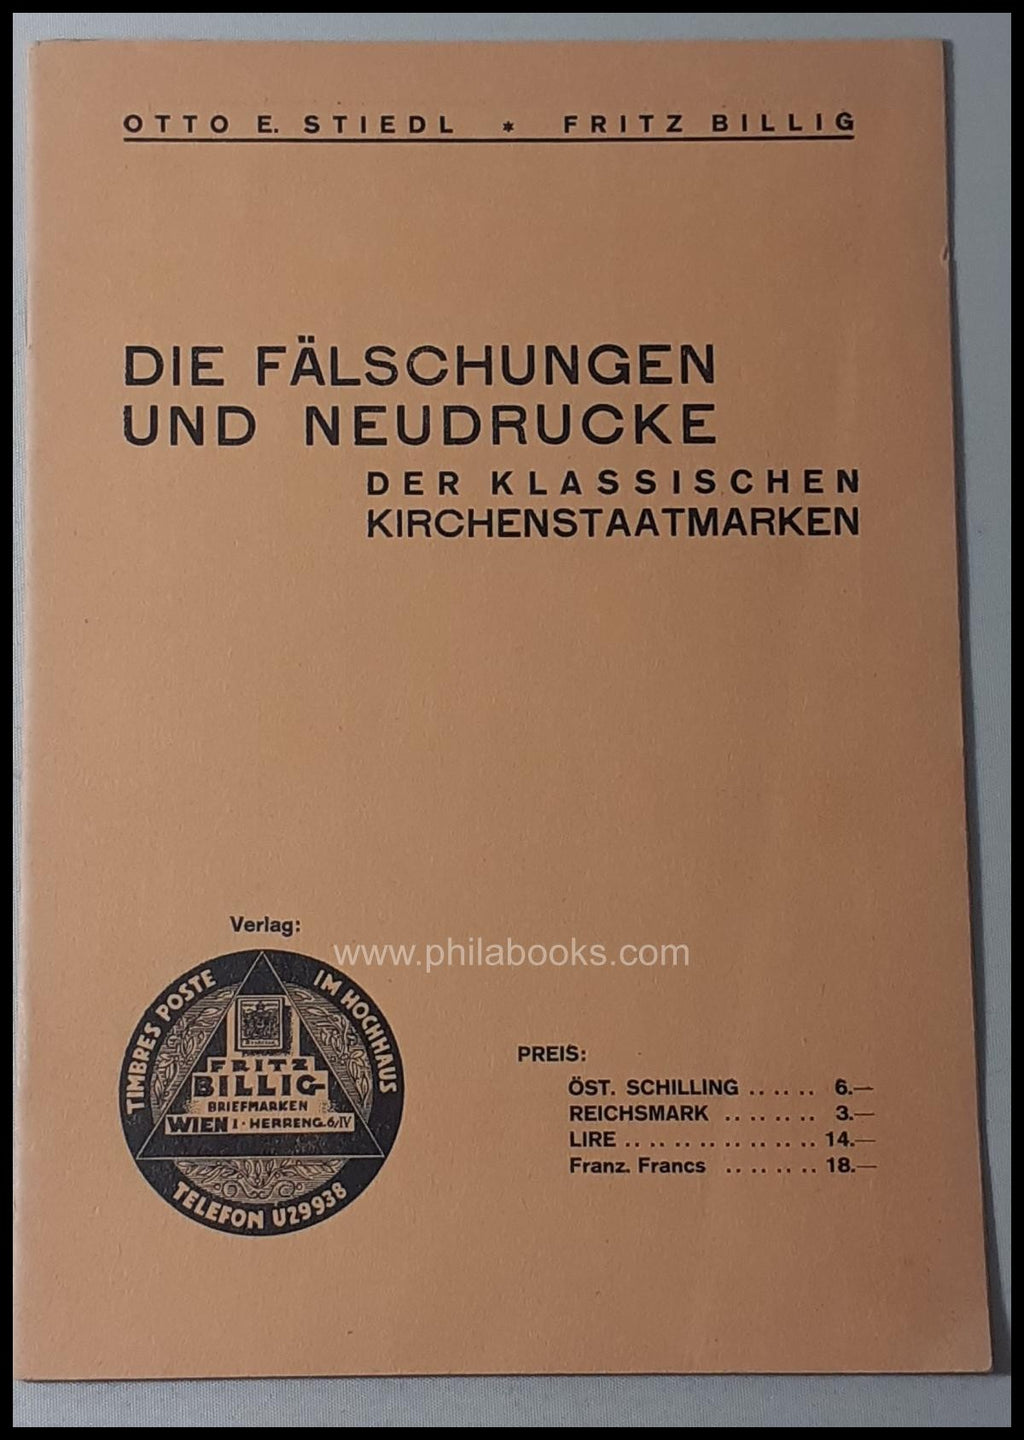 OTTO E. STIEDL * FRITZ BILLIG
DIE FÄLSCHUNGEN
UND NEUDRUCKE
DER KLASSISCHEN
KIRCHENSTAATMARKEN
Verlag:
www.philabooks.com
TIMBRES POSTE IM HOCHHAUS
FRITZ
BILLIG
BRIEFMARKEN
WIEN I · HERRENG. 6/IV
TELEFON U29938
PREIS:
ÖST. SCHILLING ...... 6.—
REICHSMARK ........ 3.—
LIRE ................ 14.—
Franz. Francs ........ 18.—